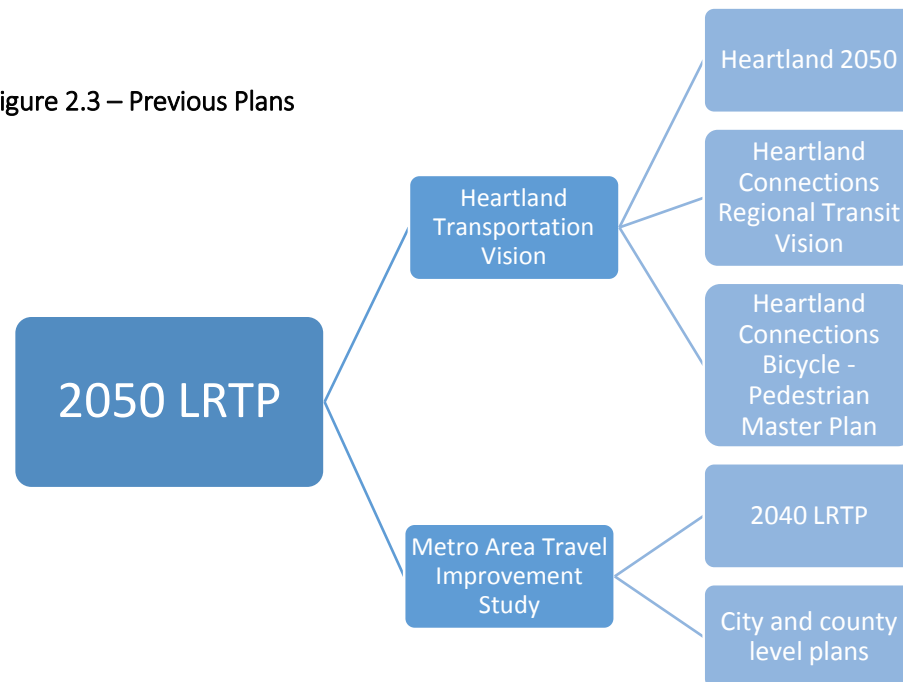 igure 2.3 – Previous Plans
2050 LRTP
Heartland
Transportation
Vision
Metro Area Travel
Improvement
Study
Heartland 2050
Heartland
Connections
Regional Transit
Vision
Heartland
Connections
Bicycle -
Pedestrian
Master Plan
2040 LRTP
City and county
level plans